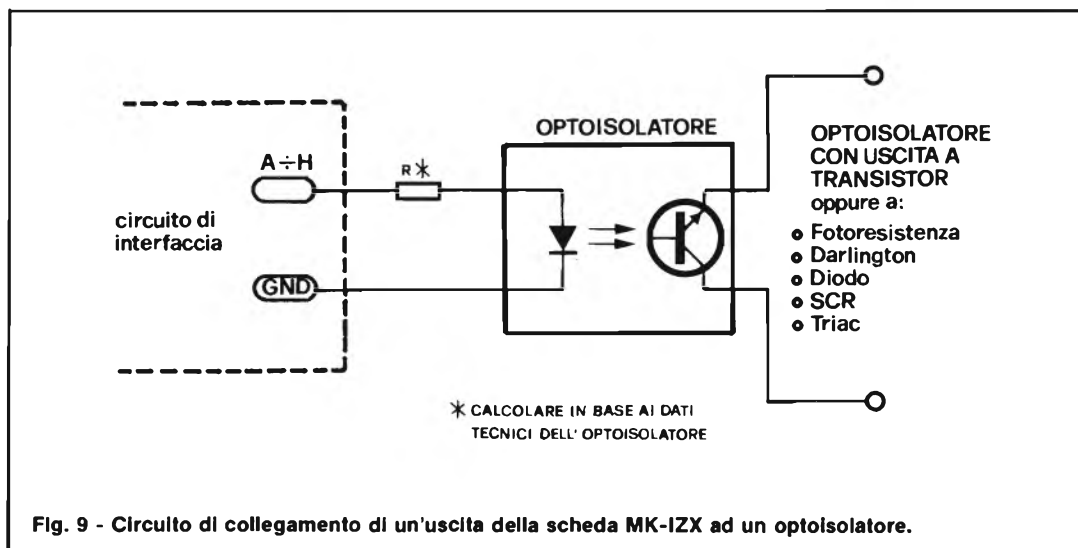 OPTOISOLATORE
A÷H
R*
circuito di
interfaccia
GND
OPTOISOLATORE
CON USCITA A
TRANSISTOR
oppure a:
Fotoresistenza
Darlington
Diodo
SCR
Triac
* CALCOLARE IN BASE AI DATI
TECNICI DELL' OPTOISOLATORE
Fig. 9 - Circuito di collegamento di un'uscita della scheda MK-IZX ad un optoisolatore.